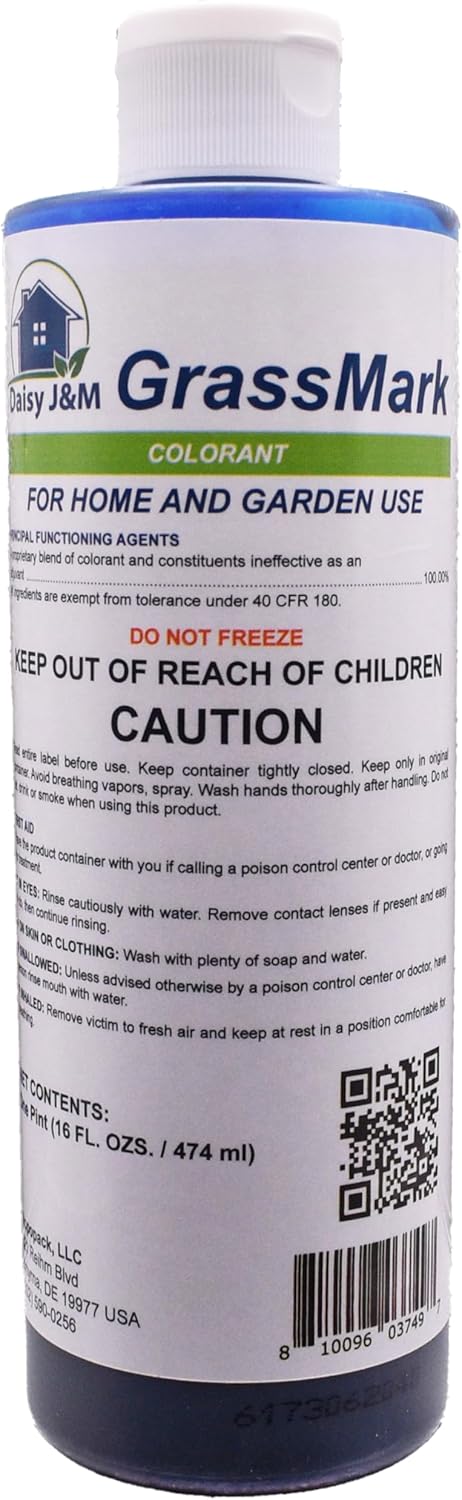 Daisy J&M
GrassMark
COLORANT
FOR HOME AND GARDEN USE
FUNCTIONING AGENTS
blend of colorant and constituents ineffective as an
100.00%
ingredients are exempt from tolerance under 40 CFR 180.
DO NOT FREEZE
KEEP OUT OF REACH OF CHILDREN
CAUTION
entire label before use. Keep container tightly closed. Keep only in original
Avoid breathing vapors, spray. Wash hands thoroughly after handling. Do not
drink or smoke when using this product.
AID
the product container with you if calling a poison control center or doctor, or going
treatment.
EYES: Rinse cautiously with water. Remove contact lenses if present and easy
then continue rinsing.
ON SKIN OR CLOTHING: Wash with plenty of soap and water.
SWALLOWED: Unless advised otherwise by a poison control center or doctor, have
rinse mouth with water.
INHALED: Remove victim to fresh air and keep at rest in a position comfortable for
CONTENTS:
Pint (16 FL. OZS. / 474 ml)
LLC
Reihm Blvd
DE 19977 USA
590-0256
8 10096 03749 7